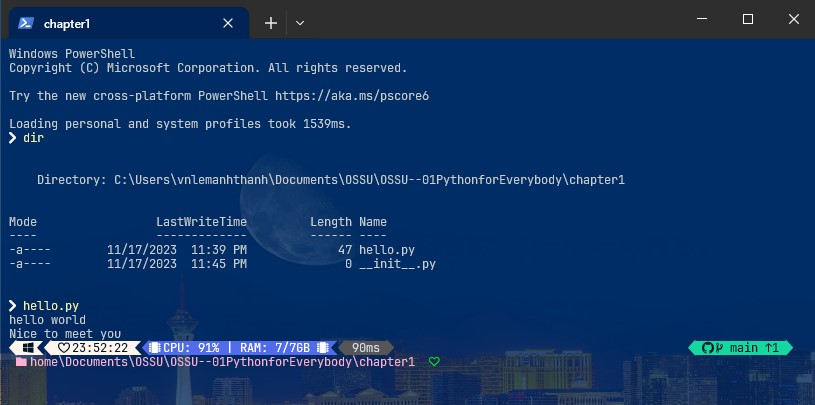 chapter1
Windows PowerShell
Copyright (C) Microsoft Corporation. All rights reserved.
Try the new cross-platform PowerShell https://aka.ms/pscore6
Loading personal and system profiles took 1539ms.
❯ dir
Directory: C:\Users\vnlemanhthanh\Documents\OSSU\OSSU--01PythonforEverybody\chapter1
Mode LastWriteTime Length Name
---- ------------- ------ ----
-a---- 11/17/2023 11:39 PM 47 hello.py
-a---- 11/17/2023 11:45 PM 0 __init__.py
❯ hello.py
hello world
Nice to meet you
23:52:22 CPU: 91% | RAM: 7/7GB 90ms main ↑1
home\Documents\OSSU\OSSU--01PythonforEverybody\chapter1